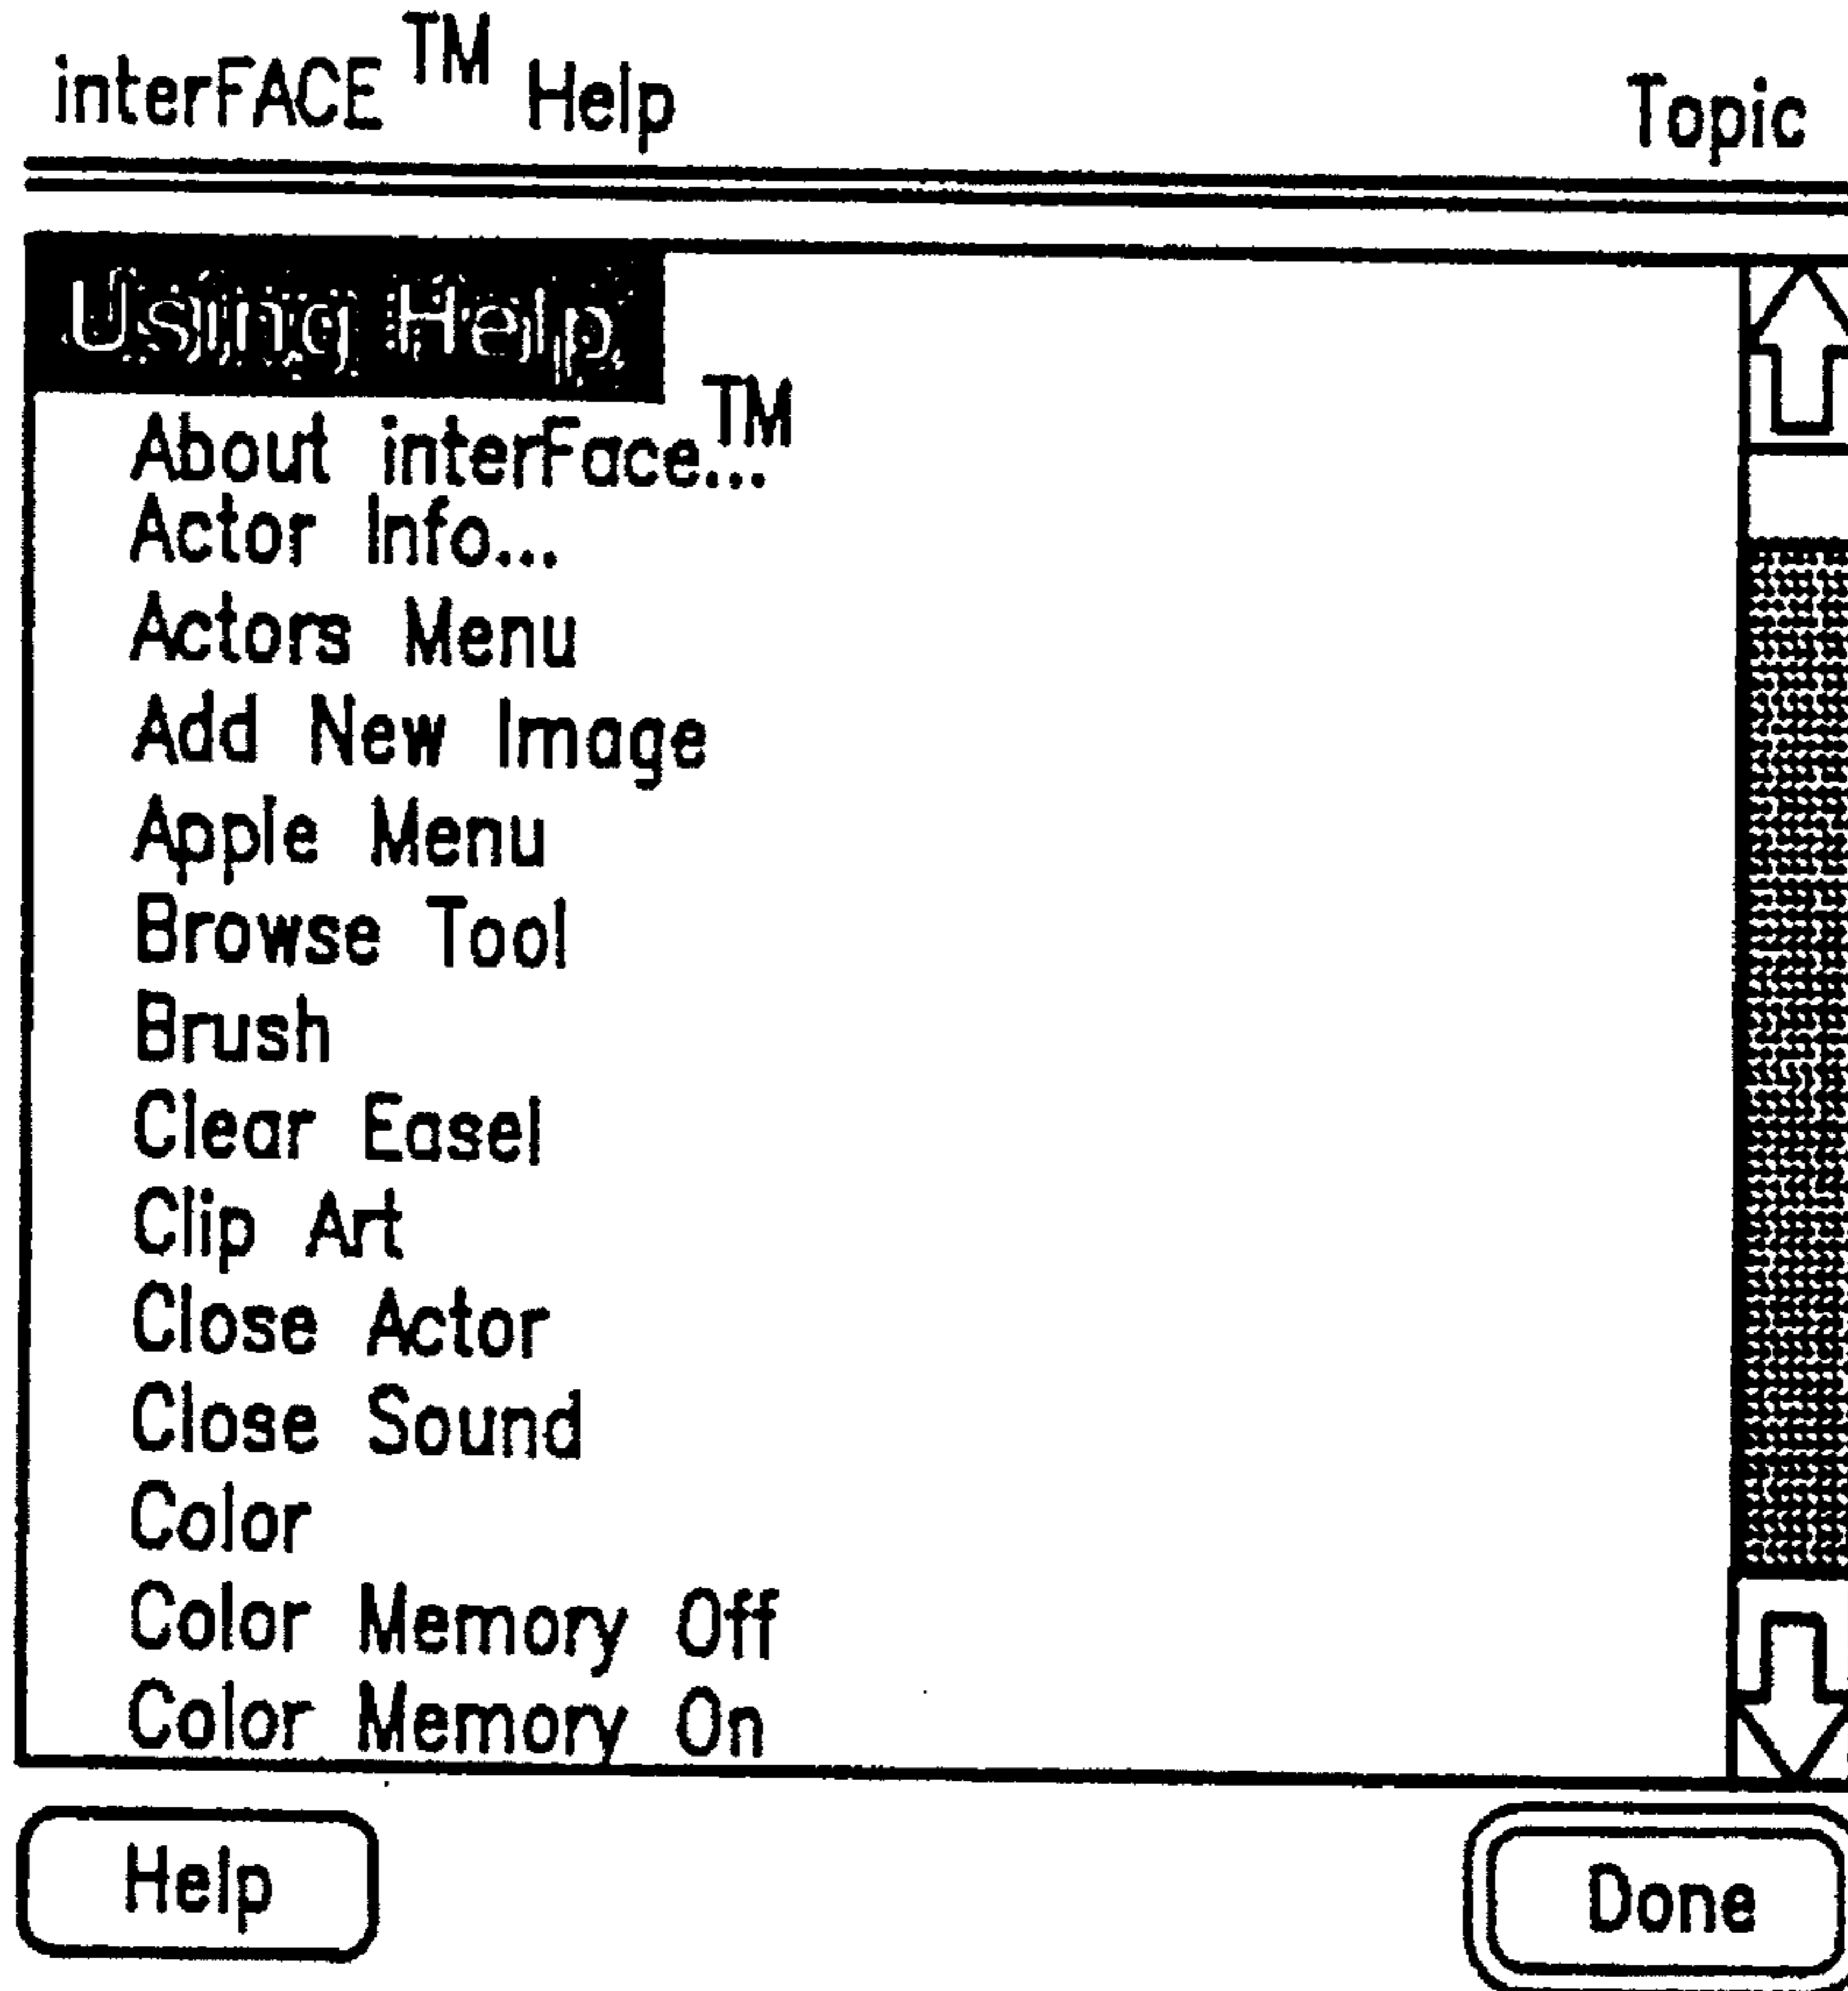 interFACE™ Help Topic
Using Help
About interFace...™
Actor Info...
Actors Menu
Add New Image
Apple Menu
Browse Tool
Brush
Clear Easel
Clip Art
Close Actor
Close Sound
Color
Color Memory Off
Color Memory On
Help Done